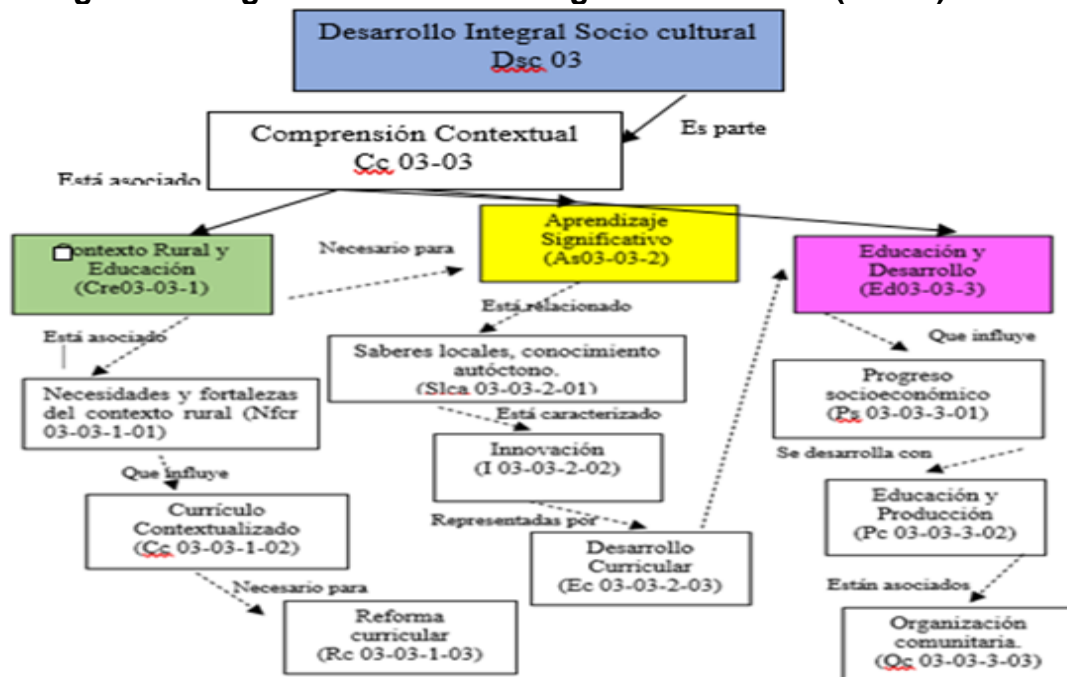 Desarrollo Integral Socio cultural
Dsc 03
Es parte
Comprensión Contextual
Cc 03-03
Está asociado
Contexto Rural y
Educación
(Cre03-03-1)
Necesario para
Aprendizaje
Significativo
(As03-03-2)
Educación y
Desarrollo
(Ed03-03-3)
Está asociado
Está relacionado
Que influye
Necesidades y fortalezas
del contexto rural (Nfcr
03-03-1-01)
Saberes locales, conocimiento
autóctono.
(Slca 03-03-2-01)
Progreso
socioeconómico
(Ps 03-03-3-01)
Está caracterizado
Que influye
Innovación
(I 03-03-2-02)
Se desarrolla con
Currículo
Contextualizado
(Cc 03-03-1-02)
Representadas por
Educación y
Producción
(Pc 03-03-3-02)
Desarrollo
Curricular
(Ec 03-03-2-03)
Necesario para
Están asociados
Reforma
curricular
(Rc 03-03-1-03)
Organización
comunitaria.
(Oc 03-03-3-03)